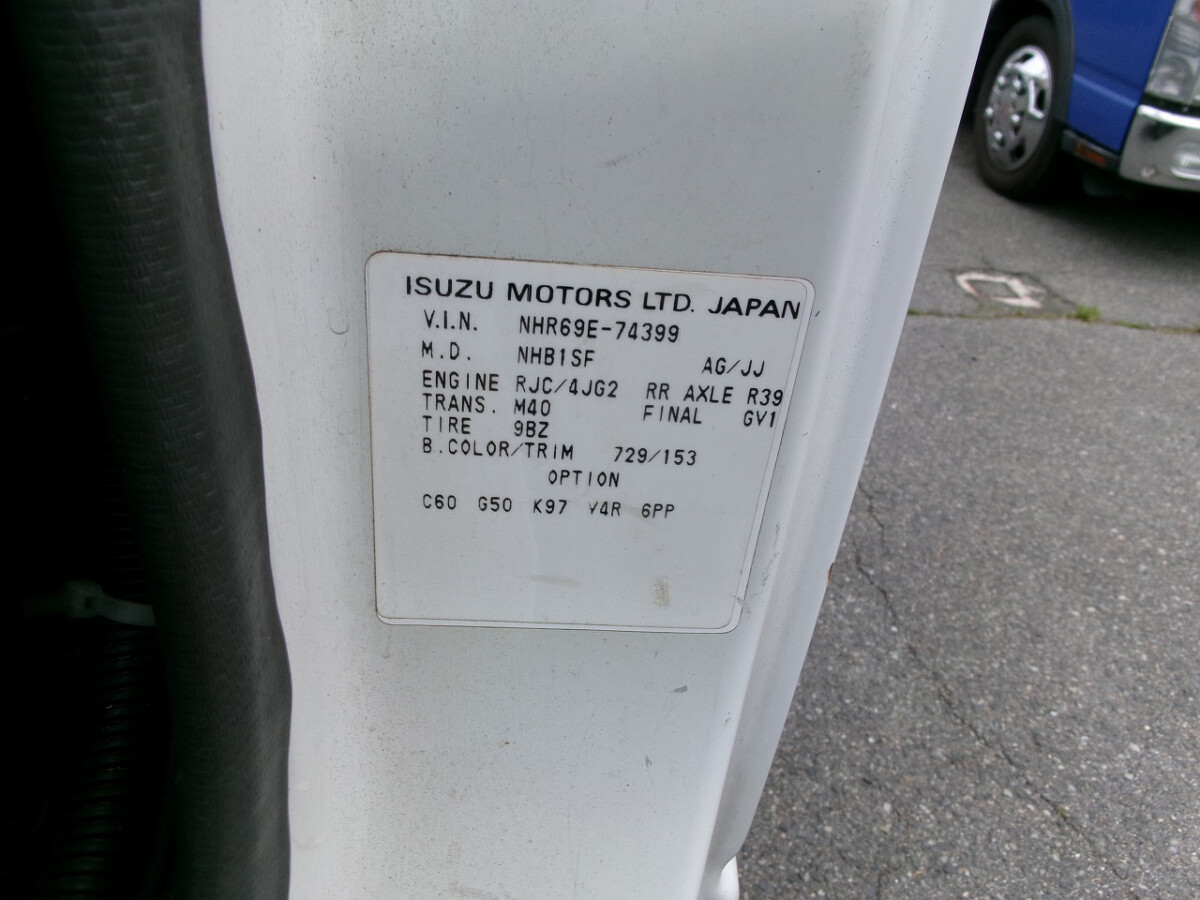 ISUZU MOTORS LTD. JAPAN
V.I.N. NHR69E-74399
M.D. NHB1SF AG/JJ
ENGINE RJC/4JG2 RR AXLE R39
TRANS. M40 FINAL GV1
TIRE 9BZ
B.COLOR/TRIM 729/153
OPTION
C60 G50 K97 V4R 6PP